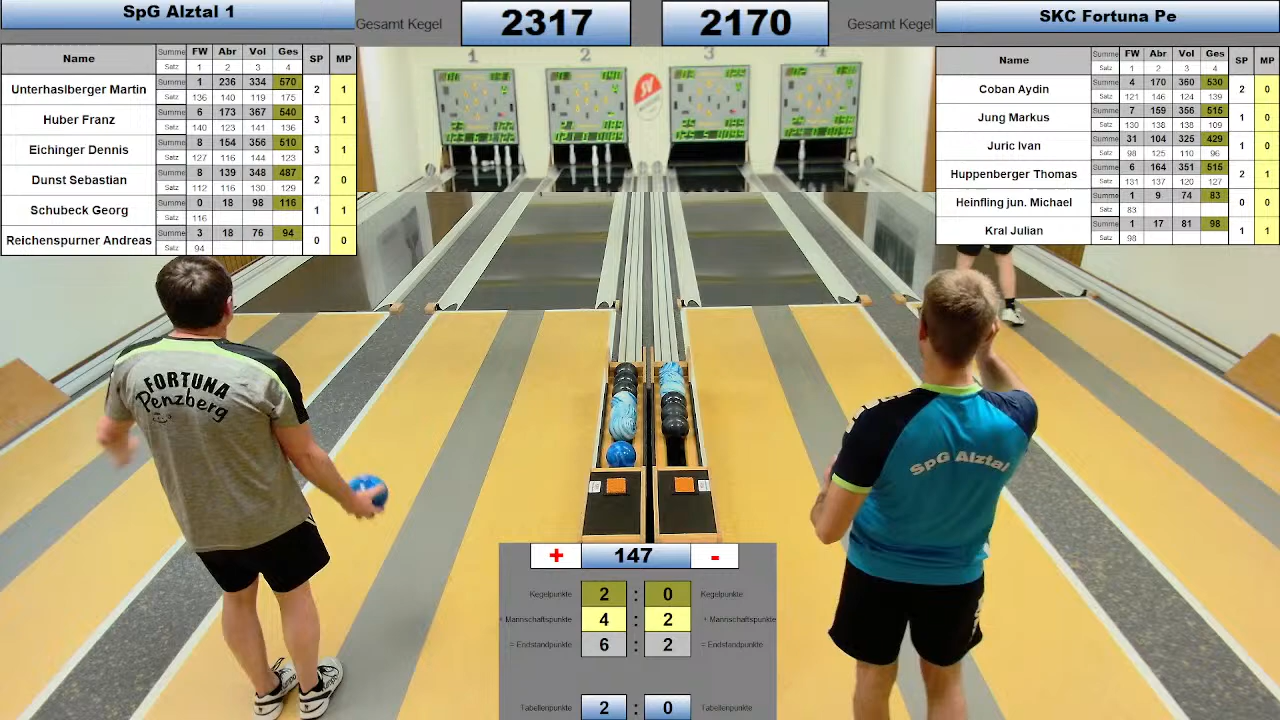 SpG Alztal 1
Gesamt Kegel 2317 2170 Gesamt Kegel
SKC Fortuna Pe
Name Summe FW Abr Vol Ges SP MP
Satz 1 2 3 4
Unterhaslberger Martin Summe 1 236 334 570 2 1
Satz 136 140 119 175
Huber Franz Summe 6 173 367 540 3 1
Satz 140 123 141 136
Eichinger Dennis Summe 8 154 356 510 3 1
Satz 127 116 144 123
Dunst Sebastian Summe 8 139 348 487 2 0
Satz 112 116 130 129
Schubeck Georg Summe 0 18 98 116 1 1
Satz 116
Reichenspurner Andreas Summe 3 18 76 94 0 0
Satz 94
Name Summe FW Abr Vol Ges SP MP
Satz 1 2 3 4
Coban Aydin Summe 4 170 360 530 2 0
Satz 121 146 124 139
Jung Markus Summe 7 159 356 515 1 0
Satz 130 138 138 109
Juric Ivan Summe 31 104 325 429 1 0
Satz 98 125 110 96
Huppenberger Thomas Summe 6 164 351 515 2 1
Satz 131 137 120 127
Heinfling jun. Michael Summe 1 9 74 83 0 0
Satz 83
Kral Julian Summe 1 17 81 98 1 1
Satz 98
1 2 3 4
SV
FORTUNA
Penzberg
SpG Alztal
+ 147 -
Kegelpunkte 2 : 0 Kegelpunkte
+ Mannschaftspunkte 4 : 2 + Mannschaftspunkte
= Endstandpunkte 6 : 2 = Endstandpunkte
Tabellenpunkte 2 : 0 Tabellenpunkte